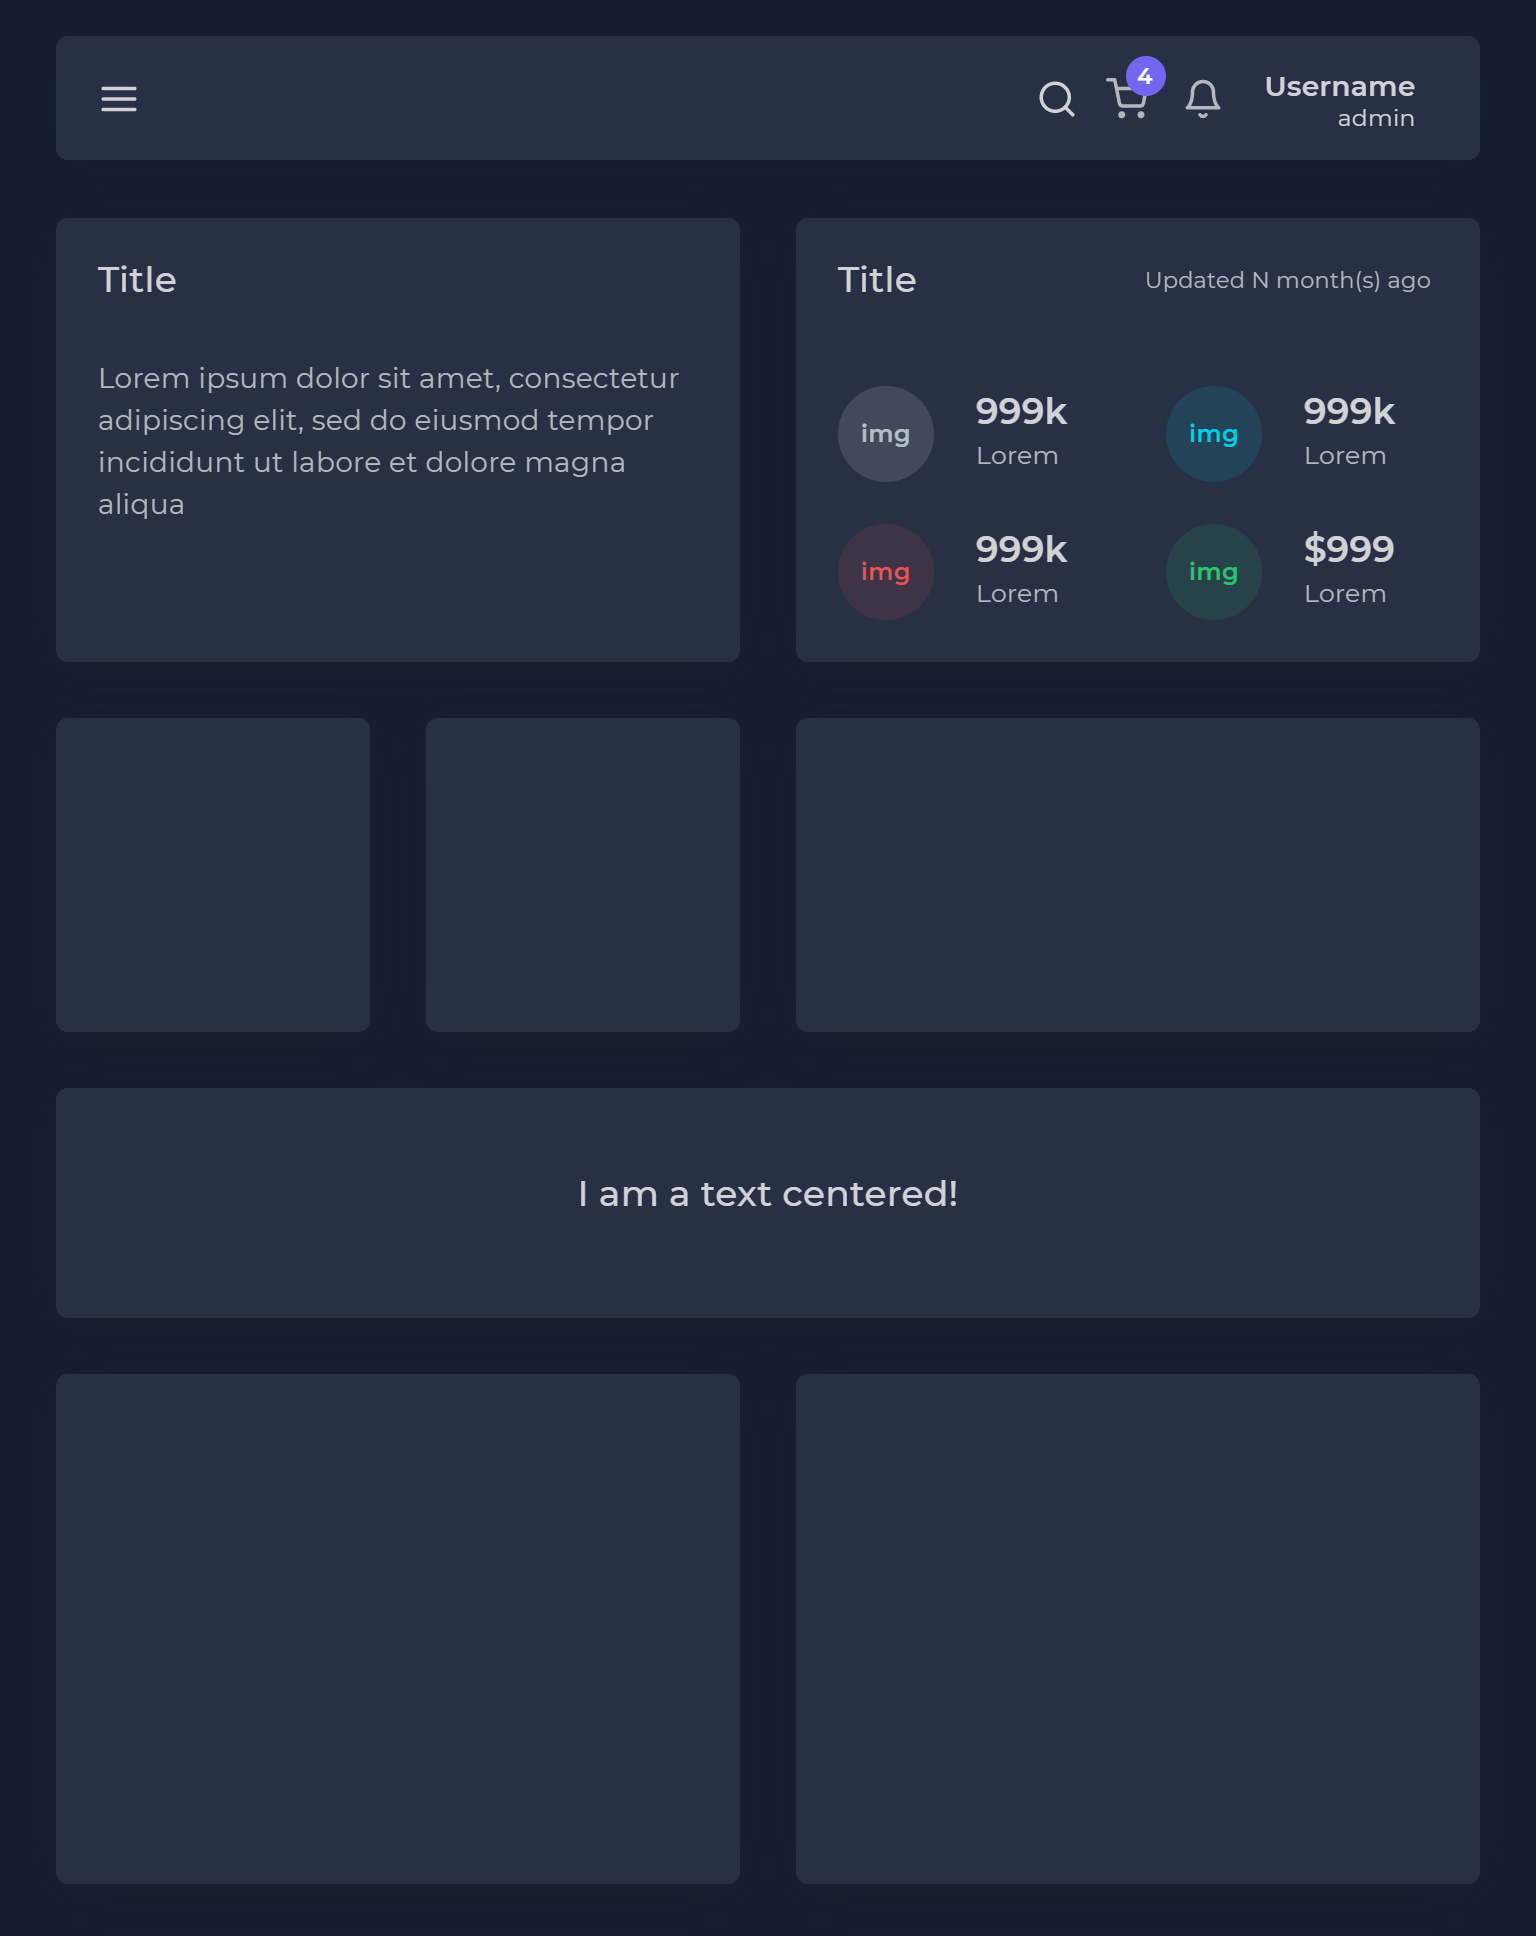 4
Username
admin
Title
Lorem ipsum dolor sit amet, consectetur
adipiscing elit, sed do eiusmod tempor
incididunt ut labore et dolore magna
aliqua
Title
Updated N month(s) ago
img
999k
Lorem
img
999k
Lorem
img
999k
Lorem
img
$999
Lorem
I am a text centered!